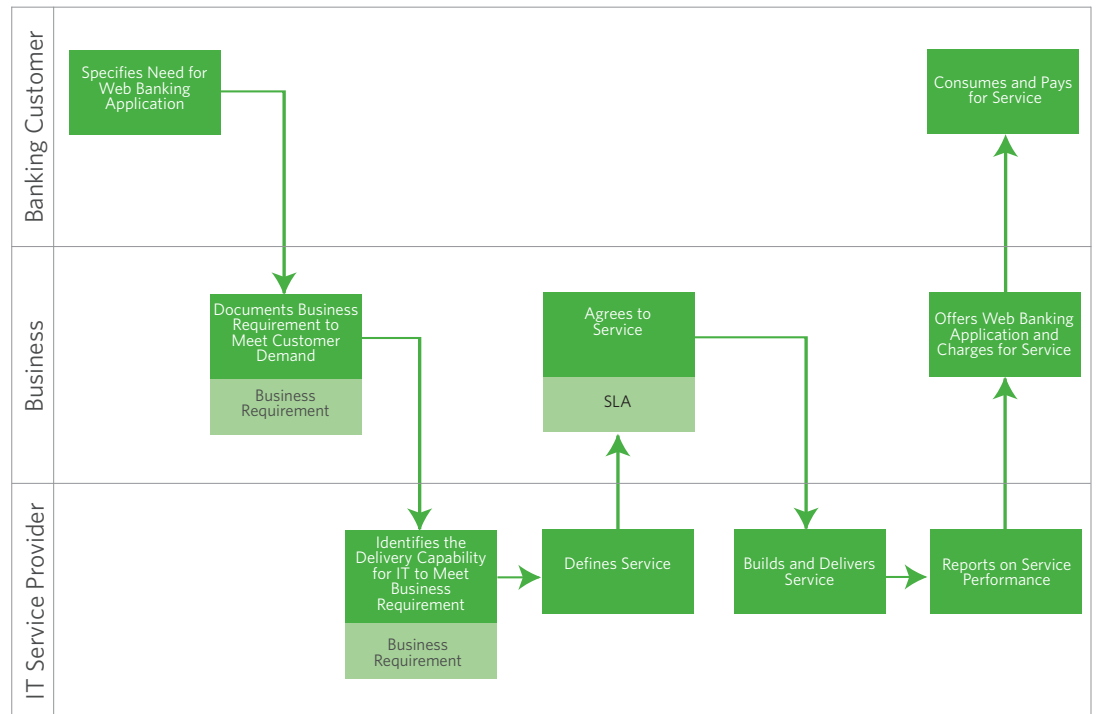 Banking Customer
Specifies Need for
Web Banking
Application
Consumes and Pays
for Service
Business
Documents Business
Requirement to
Meet Customer
Demand
Business
Requirement
Agrees to
Service
SLA
Offers Web Banking
Application and
Charges for Service
IT Service Provider
Identifies the
Delivery Capability
for IT to Meet
Business
Requirement
Business
Requirement
Defines Service
Builds and Delivers
Service
Reports on Service
Performance